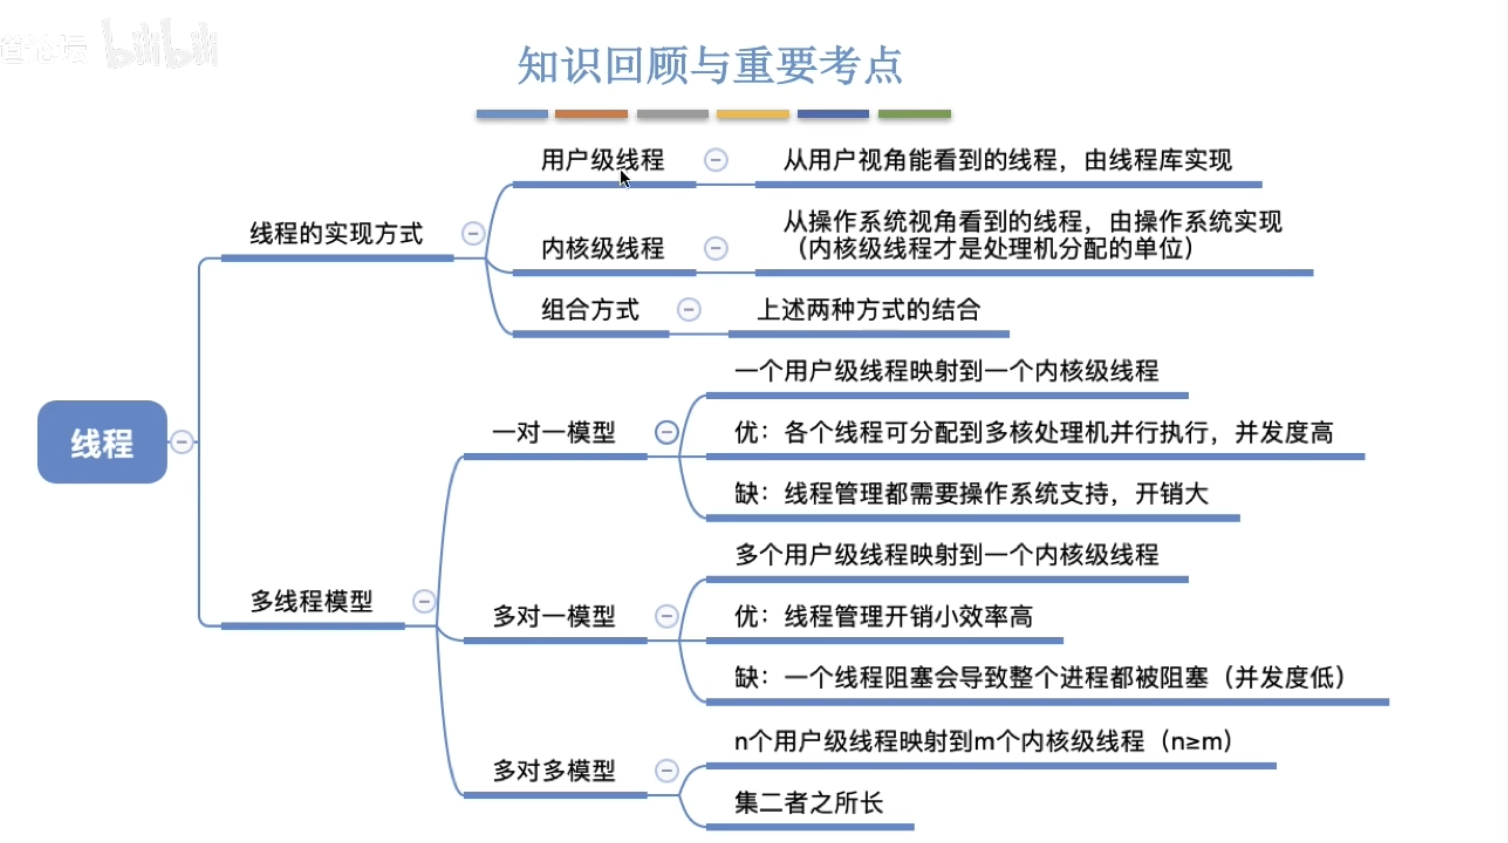 道论坛 bilibili
知识回顾与重要考点
用户级线程
从用户视角能看到的线程，由线程库实现
线程的实现方式
内核级线程
从操作系统视角看到的线程，由操作系统实现
（内核级线程才是处理机分配的单位）
组合方式
上述两种方式的结合
线程
多线程模型
一对一模型
一个用户级线程映射到一个内核级线程
优：各个线程可分配到多核处理机并行执行，并发度高
缺：线程管理都需要操作系统支持，开销大
多对一模型
多个用户级线程映射到一个内核级线程
优：线程管理开销小效率高
缺：一个线程阻塞会导致整个进程都被阻塞（并发度低）
多对多模型
n个用户级线程映射到m个内核级线程（n≥m）
集二者之所长